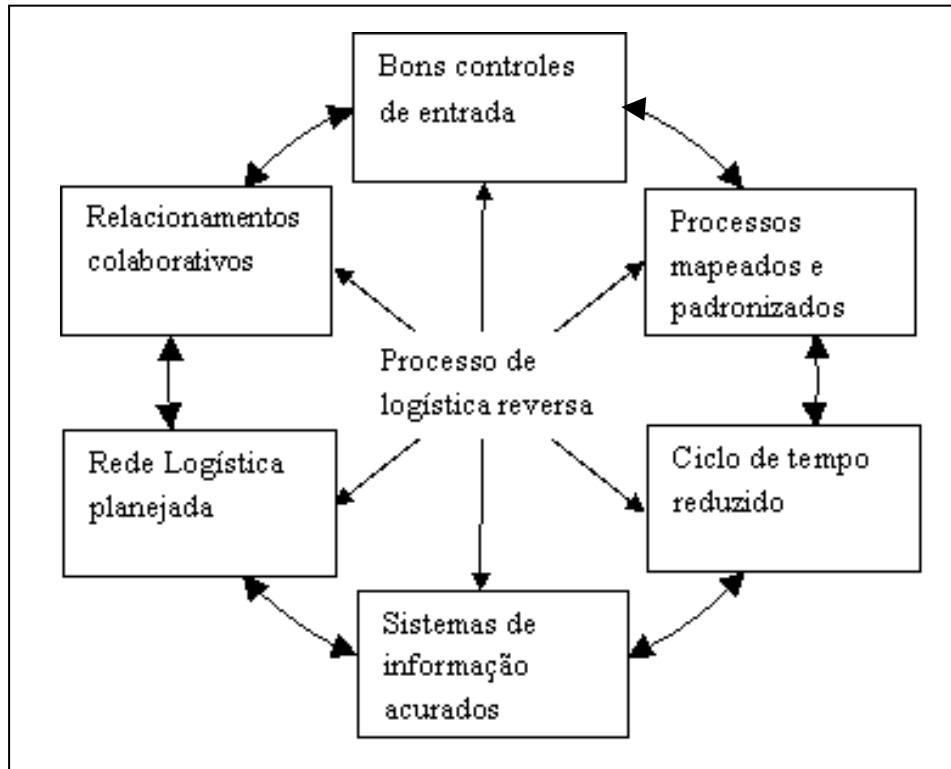 Bons controles
de entrada
Relacionamentos
colaborativos
Processos
mapeados e
padronizados
Processo de
logística reversa
Rede Logística
planejada
Ciclo de tempo
reduzido
Sistemas de
informação
acurados